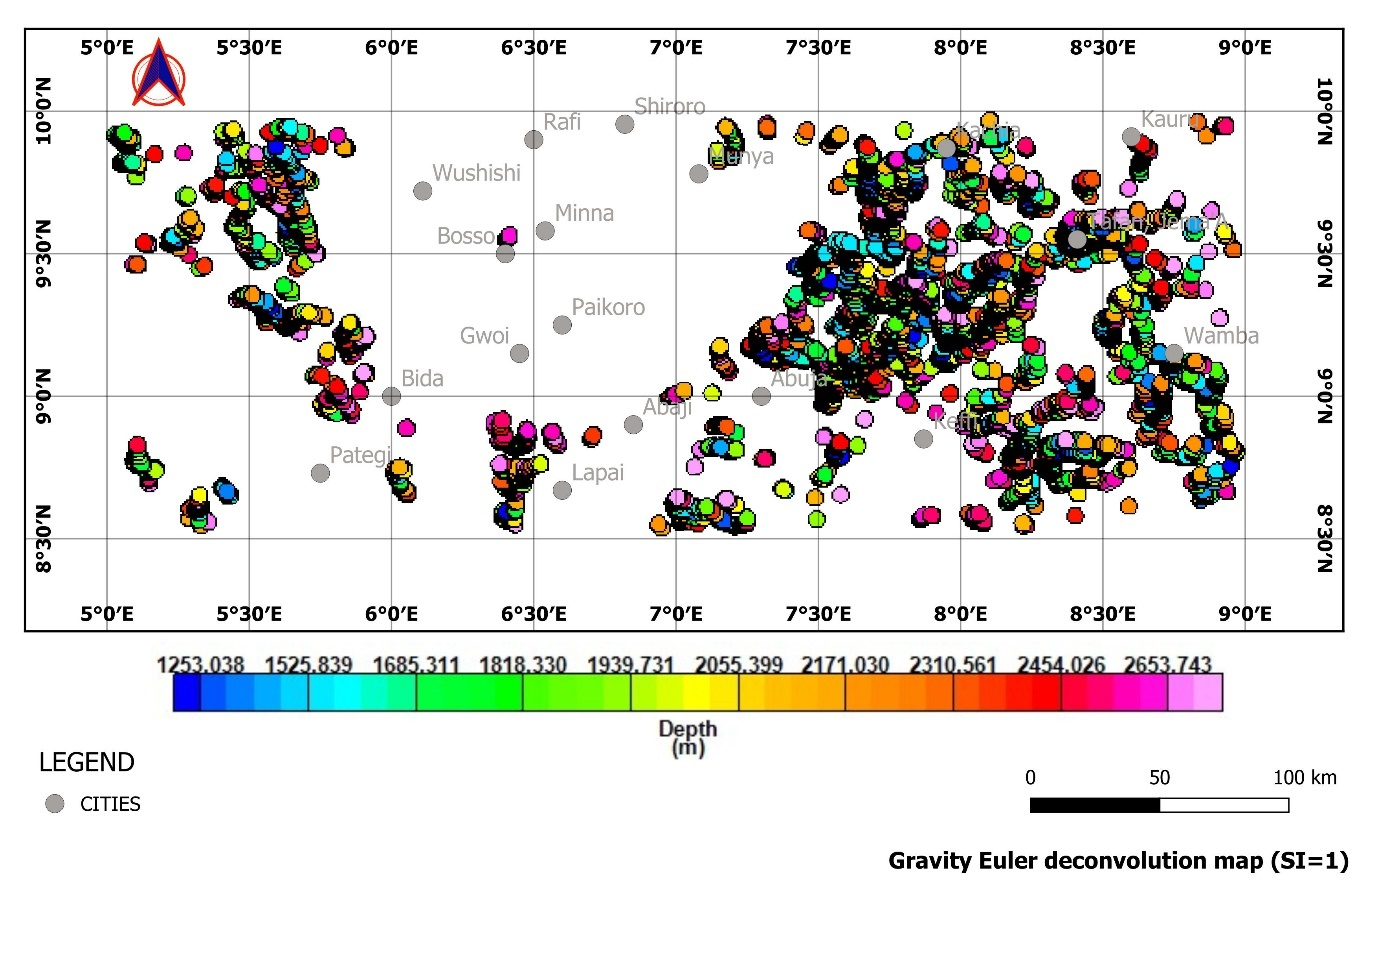 5°0′E 5°30′E 6°0′E 6°30′E 7°0′E 7°30′E 8°0′E 8°30′E 9°0′E
10°0′N 10°0′N
Shiroro
Rafi
Kauru
Munya
Wushishi
Minna
Bosso
9°30′N 9°30′N
Paikoro
Gwoi
Wamba
Bida
Abuja
9°0′N 9°0′N
Abaji
Keffi
Pategi
Lapai
8°30′N 8°30′N
5°0′E 5°30′E 6°0′E 6°30′E 7°0′E 7°30′E 8°0′E 8°30′E 9°0′E
1253.038 1525.839 1685.311 1818.330 1939.731 2055.399 2171.030 2310.561 2454.026 2653.743
Depth
(m)
LEGEND
CITIES
0 50 100 km
Gravity Euler deconvolution map (SI=1)